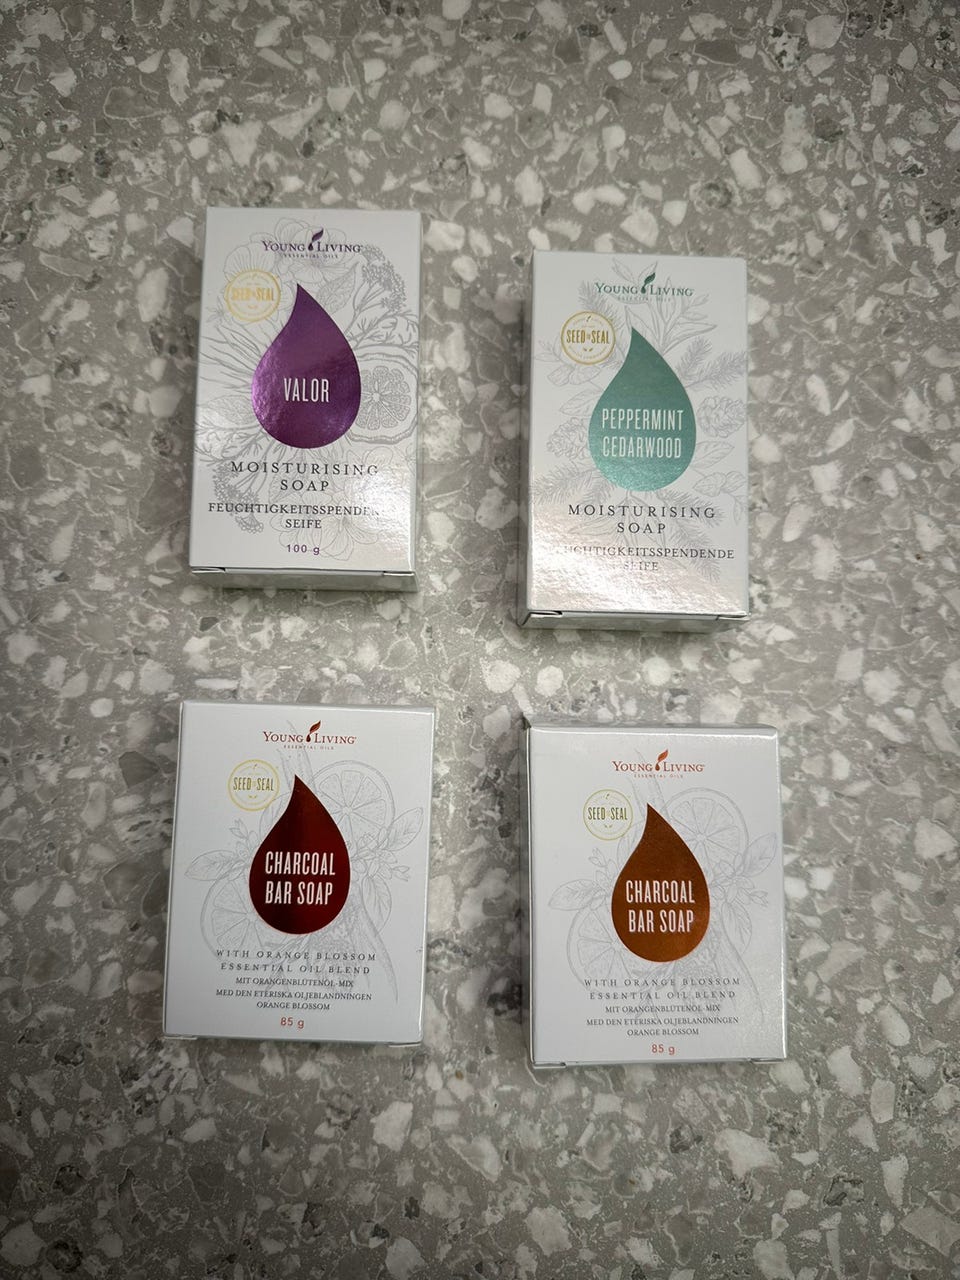 YOUNG LIVING
ESSENTIAL OILS
SEED TO SEAL
VALOR
MOISTURISING
SOAP
FEUCHTIGKEITSSPENDEN
SEIFE
100 g
YOUNG LIVING
ESSENTIAL OILS
SEED TO SEAL
PEPPERMINT
CEDARWOOD
MOISTURISING
SOAP
UCHTIGKEITSSPENDENDE
SEIFE
YOUNG LIVING
ESSENTIAL OILS
SEED TO SEAL
CHARCOAL
BAR SOAP
WITH ORANGE BLOSSOM
ESSENTIAL OIL BLEND
MIT ORANGENBLÜTENÖL-MIX
MED DEN ETERISKA OLJEBLANDNINGEN
ORANGE BLOSSOM
85 g
YOUNG LIVING
ESSENTIAL OILS
SEED TO SEAL
CHARCOAL
BAR SOAP
WITH ORANGE BLOSSOM
ESSENTIAL OIL BLEND
MIT ORANGENBLÜTENÖL-MIX
MED DEN ETERISKA OLJEBLANDNINGEN
ORANGE BLOSSOM
85 g